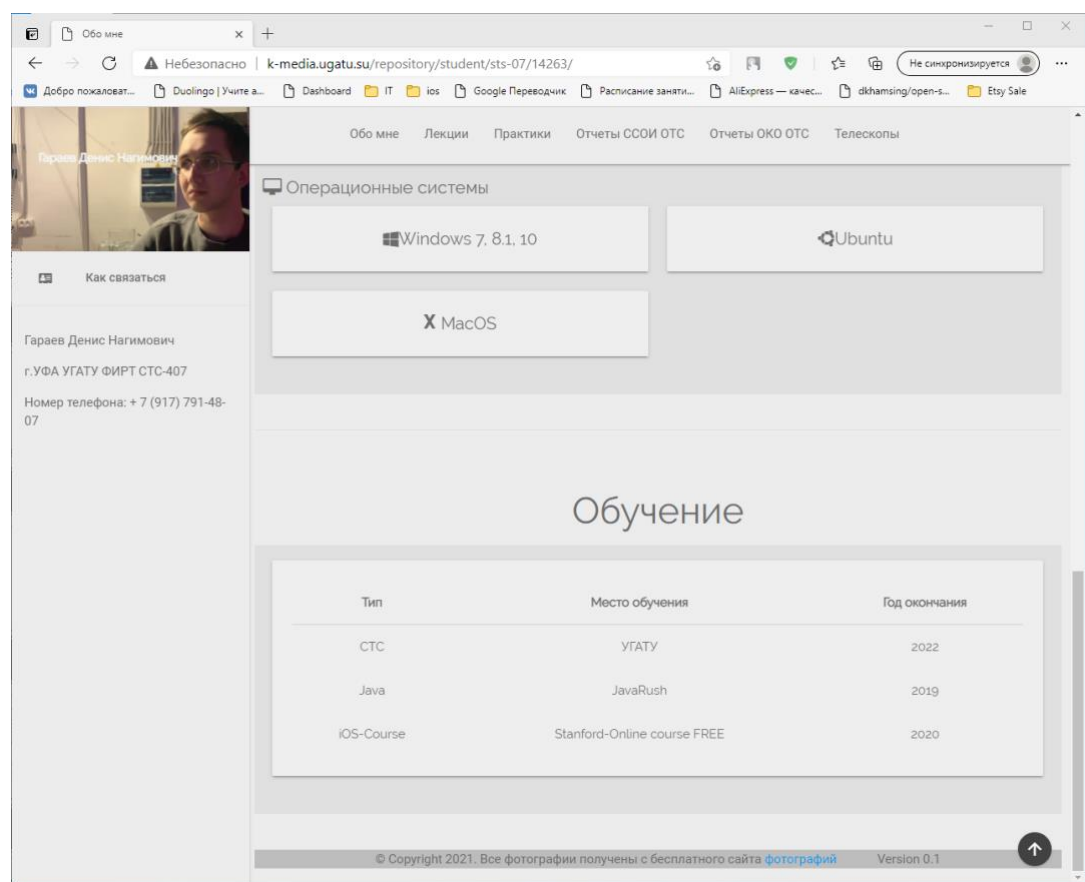 Обо мне
Небезопасно | k-media.ugatu.su/repository/student/sts-07/14263/
Не синхронизируется
Добро пожаловат... Duolingo | Учите а... Dashboard IT ios Google Переводчик Расписание заняти... AliExpress — качес... dkhamsing/open-s... Etsy Sale
Обо мне Лекции Практики Отчеты ССОИ ОТС Отчеты ОКО ОТС Телескопы
Гараев Денис Нагимович
Как связаться
Гараев Денис Нагимович
г.УФА УГАТУ ФИРТ СТС-407
Номер телефона: + 7 (917) 791-48-
07
Операционные системы
Windows 7, 8.1, 10
Ubuntu
X MacOS
Обучение
Тип Место обучения Год окончания
СТС УГАТУ 2022
Java JavaRush 2019
iOS-Course Stanford-Online course FREE 2020
© Copyright 2021. Все фотографии получены с бесплатного сайта фотографий Version 0.1